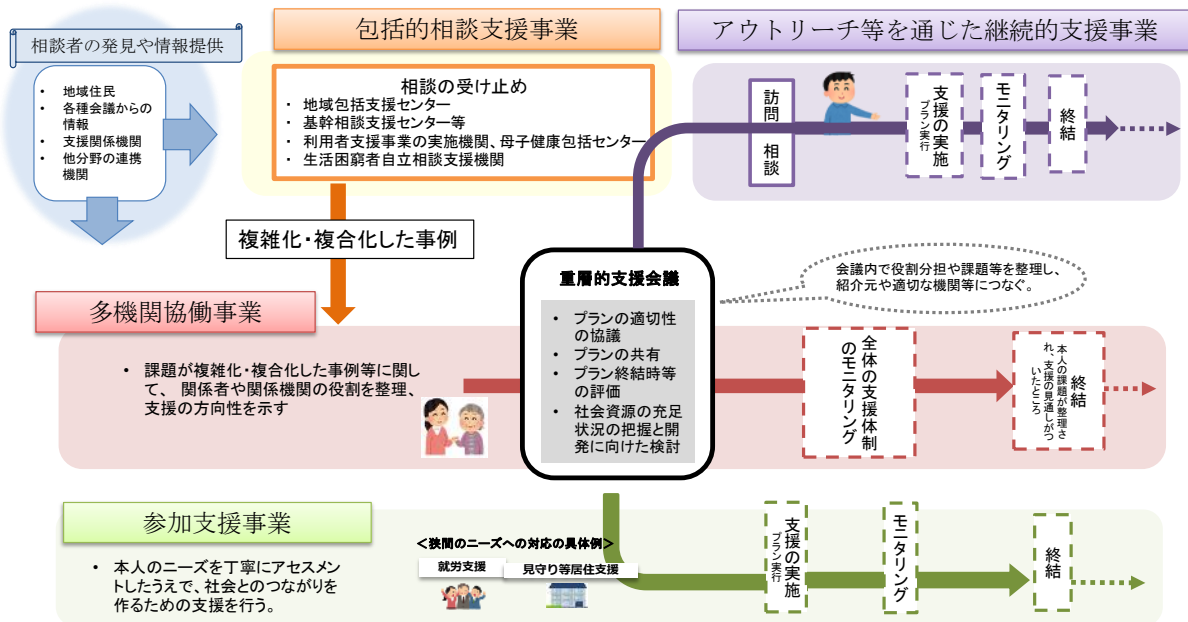 相談者の発見や情報提供
・ 地域住民
・ 各種会議からの
情報
・ 支援関係機関
・ 他分野の連携
機関
包括的相談支援事業
相談の受け止め
・ 地域包括支援センター
・ 基幹相談支援センター等
・ 利用者支援事業の実施機関、母子健康包括センター
・ 生活困窮者自立相談支援機関
アウトリーチ等を通じた継続的支援事業
訪問
相談
支援の実施
プラン実行
モニタリング
終結
複雑化・複合化した事例
重層的支援会議
• プランの適切性
の協議
• プランの共有
• プラン終結時等
の評価
• 社会資源の充足
状況の把握と開
発に向けた検討
会議内で役割分担や課題等を整理し、
紹介元や適切な機関等につなぐ。
多機関協働事業
• 課題が複雑化・複合化した事例等に関し
て、 関係者や関係機関の役割を整理、
支援の方向性を示す
全体の支援体制
のモニタリング
終結
本人の課題が整理さ
れ、支援の見通しがつ
いたところ
参加支援事業
• 本人のニーズを丁寧にアセスメン
トしたうえで、社会とのつながりを
作るための支援を行う。
＜狭間のニーズへの対応の具体例＞
就労支援
見守り等居住支援
支援の実施
プラン実行
モニタリング
終結